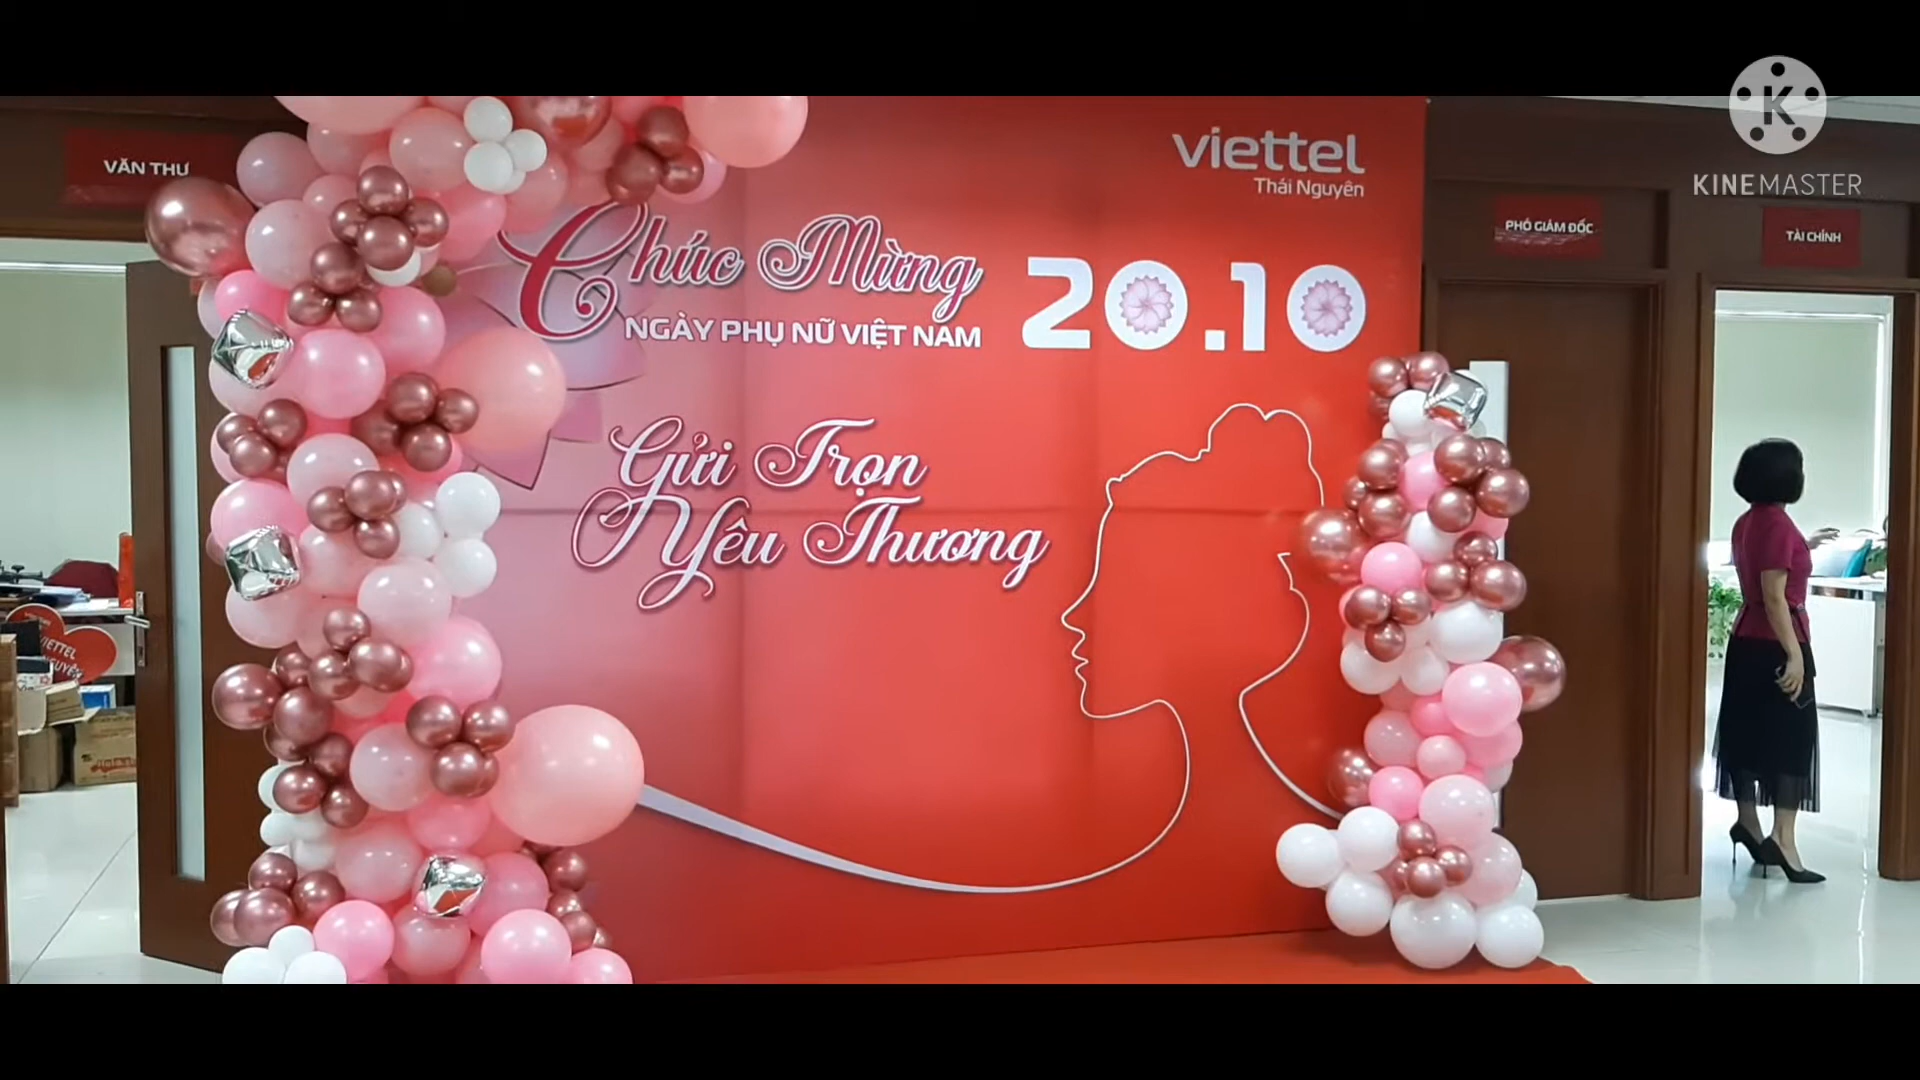 K
KINEMASTER
VĂN THƯ
viettel
Thái Nguyên
PHÓ GIÁM ĐỐC
TÀI CHÍNH
Chúc Mừng
20.10
NGÀY PHỤ NỮ VIỆT NAM
Gửi Trọn
Yêu Thương
VIETTEL